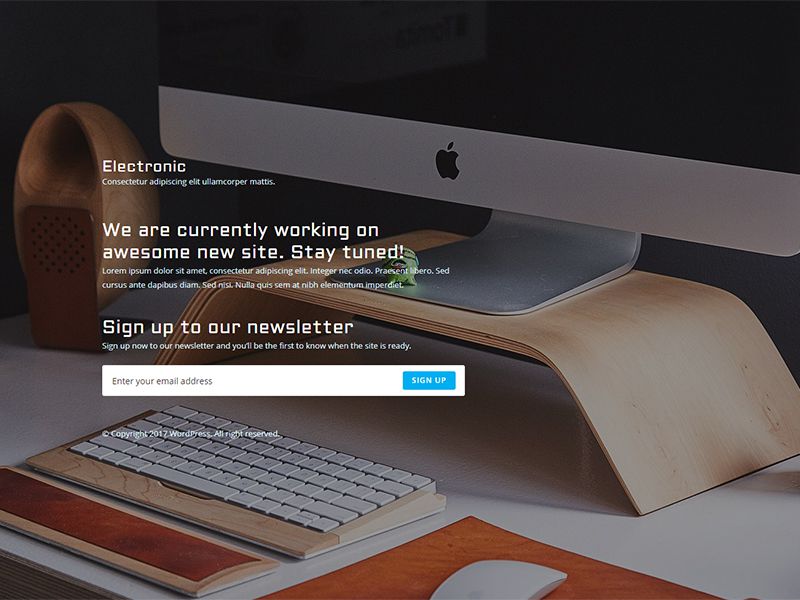 Electronic
Consectetur adipiscing elit ullamcorper mattis.
We are currently working on
awesome new site. Stay tuned!
Lorem ipsum dolor sit amet, consectetur adipiscing elit. Integer nec odio. Praesent libero. Sed
cursus ante dapibus diam. Sed nisi. Nulla quis sem at nibh elementum imperdiet.
Sign up to our newsletter
Sign up now to our newsletter and you'll be the first to know when the site is ready.
Enter your email address
SIGN UP
© Copyright 2017 WordPress. All right reserved.